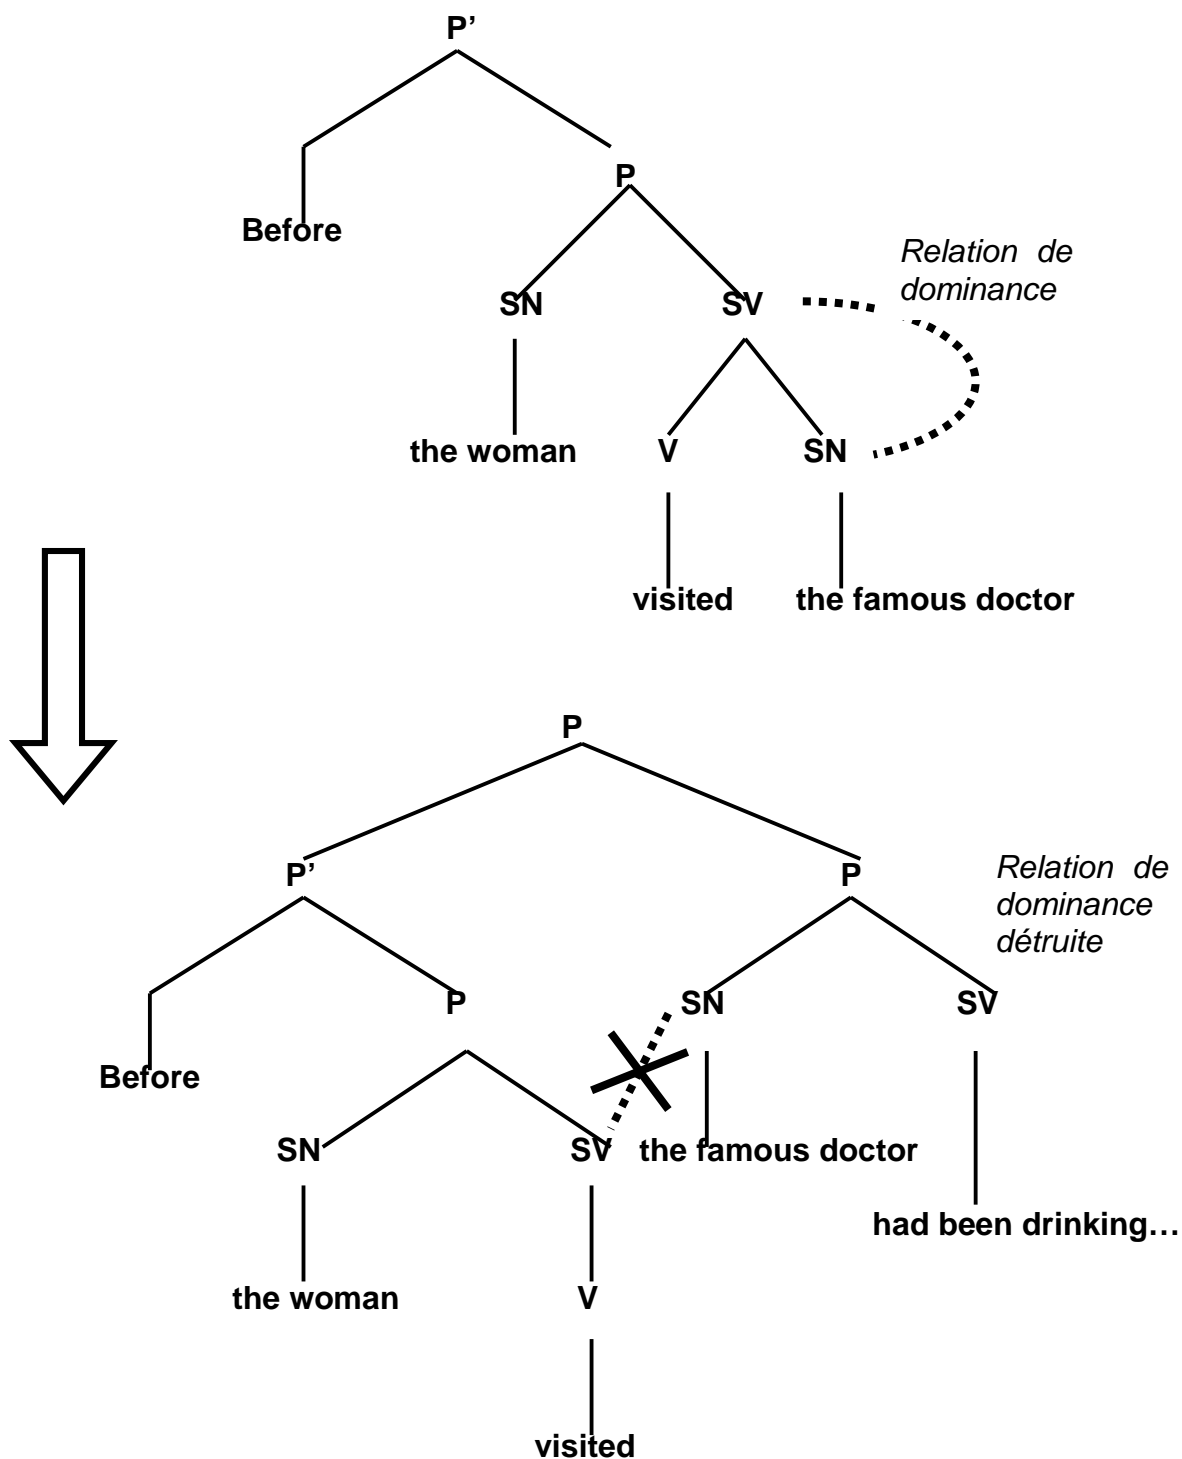 P’
P
Before
Relation de
dominance
SN
SV
the woman
V
SN
visited
the famous doctor
P
P’
P
Relation de
dominance
détruite
P
SN
SV
Before
SN
SV
the famous doctor
had been drinking…
the woman
V
visited